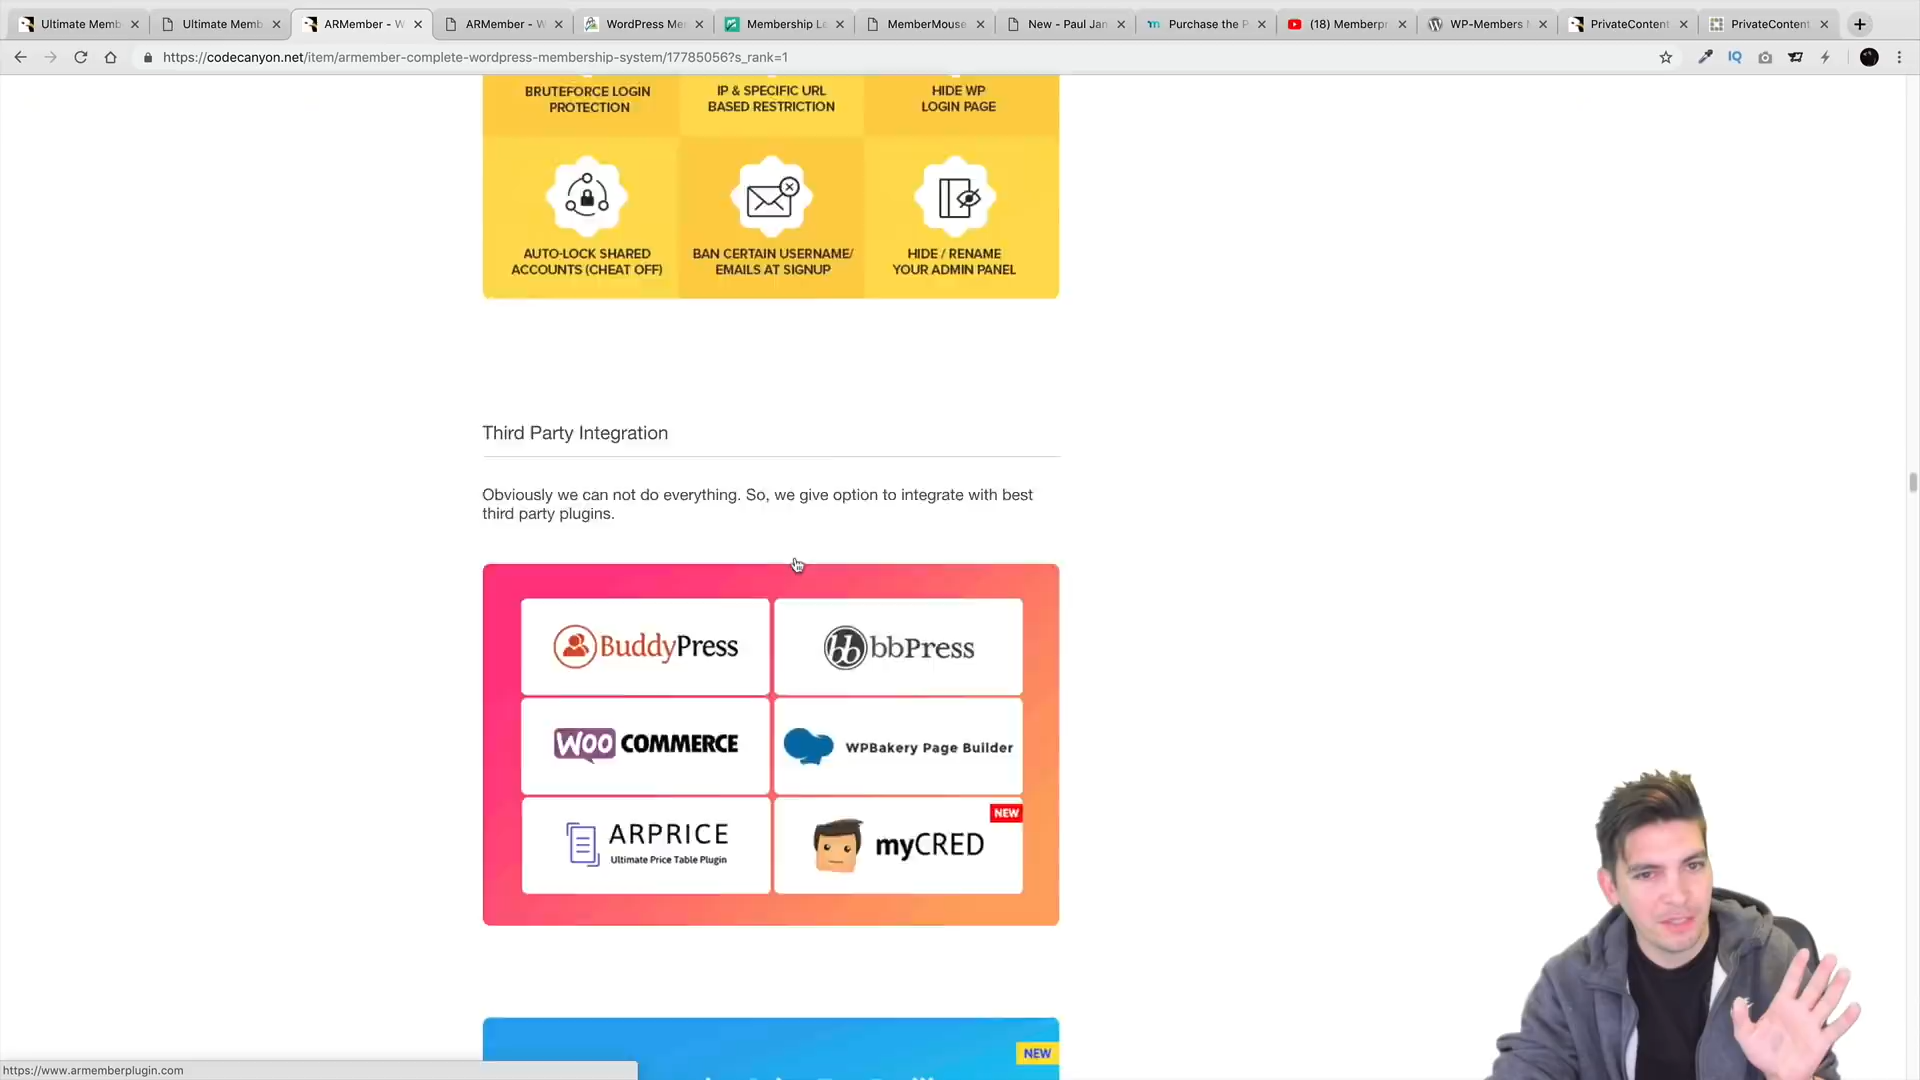 Ultimate Memb
Ultimate Memb
ARMember - W
ARMember - W
WordPress Me
Membership Le
MemberMouse
New - Paul Jan
Purchase the P
(18) Memberpr
WP-Members
PrivateContent
PrivateContent
https://codecanyon.net/item/armember-complete-wordpress-membership-system/17785056?s_rank=1
IQ
BRUTEFORCE LOGIN
PROTECTION
IP & SPECIFIC URL
BASED RESTRICTION
HIDE WP
LOGIN PAGE
AUTO-LOCK SHARED
ACCOUNTS (CHEAT OFF)
BAN CERTAIN USERNAME/
EMAILS AT SIGNUP
HIDE / RENAME
YOUR ADMIN PANEL
Third Party Integration
Obviously we can not do everything. So, we give option to integrate with best
third party plugins.
BuddyPress
bb bbPress
WOO COMMERCE
WPBakery Page Builder
ARPRICE
Ultimate Price Table Plugin
NEW
myCRED
NEW
https://www.armemberplugin.com